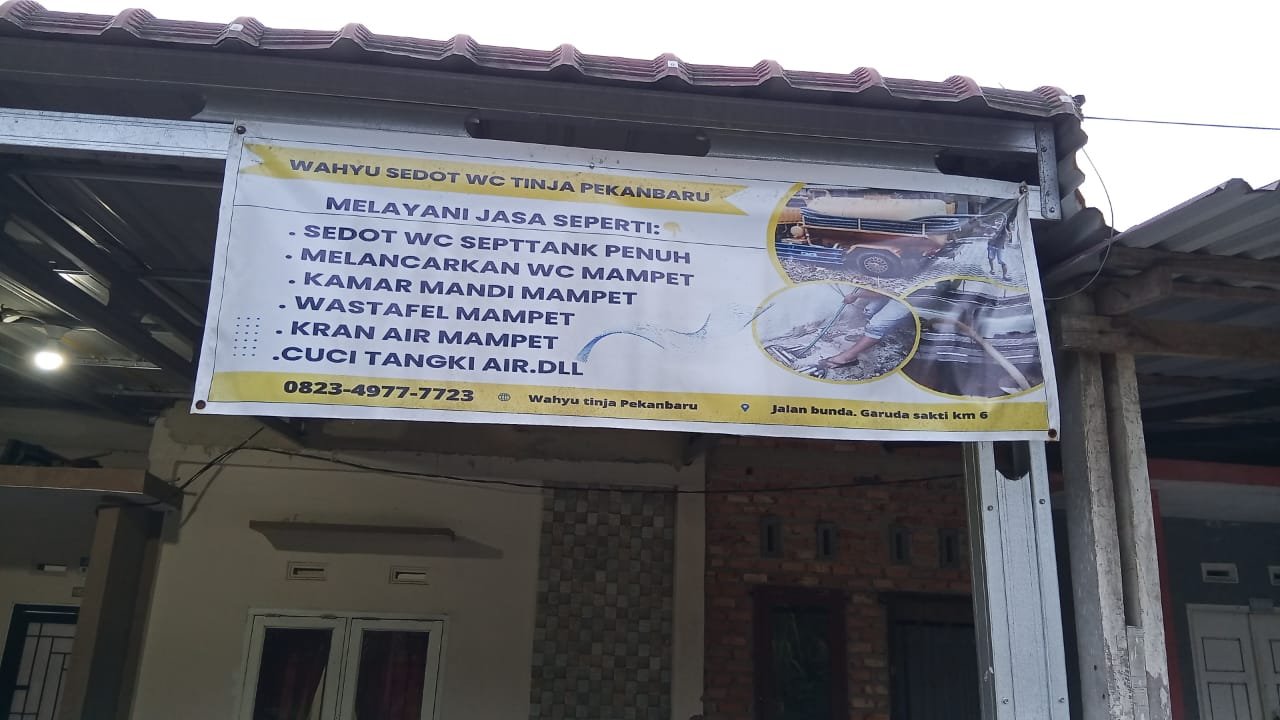 WAHYU SEDOT WC TINJA PEKANBARU
MELAYANI JASA SEPERTI:
. SEDOT WC SEPTTANK PENUH
. MELANCARKAN WC MAMPET
. KAMAR MANDI MAMPET
. WASTAFEL MAMPET
. KRAN AIR MAMPET
.CUCI TANGKI AIR.DLL
0823-4977-7723 Wahyu tinja Pekanbaru Jalan bunda. Garuda sakti km 6